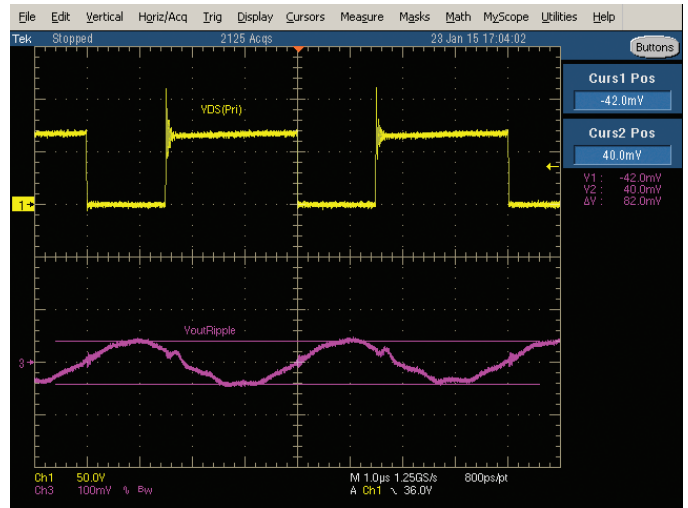 File Edit Vertical Horiz/Acq Trig Display Cursors Measure Masks Math MyScope Utilities Help
Tek Stopped 2125 Acqs 23 Jan 15 17:04:02
Buttons
Curs1 Pos
-42.0mV
Curs2 Pos
40.0mV
V1 : -42.0mV
V2 : 40.0mV
ΔV : 82.0mV
VDS(Pri)
1
VoutRipple
3
Ch1 50.0V M 1.0µs 1.25GS/s 800ps/pt
Ch3 100mV ∿ Bw A Ch1 ∖ 36.0V